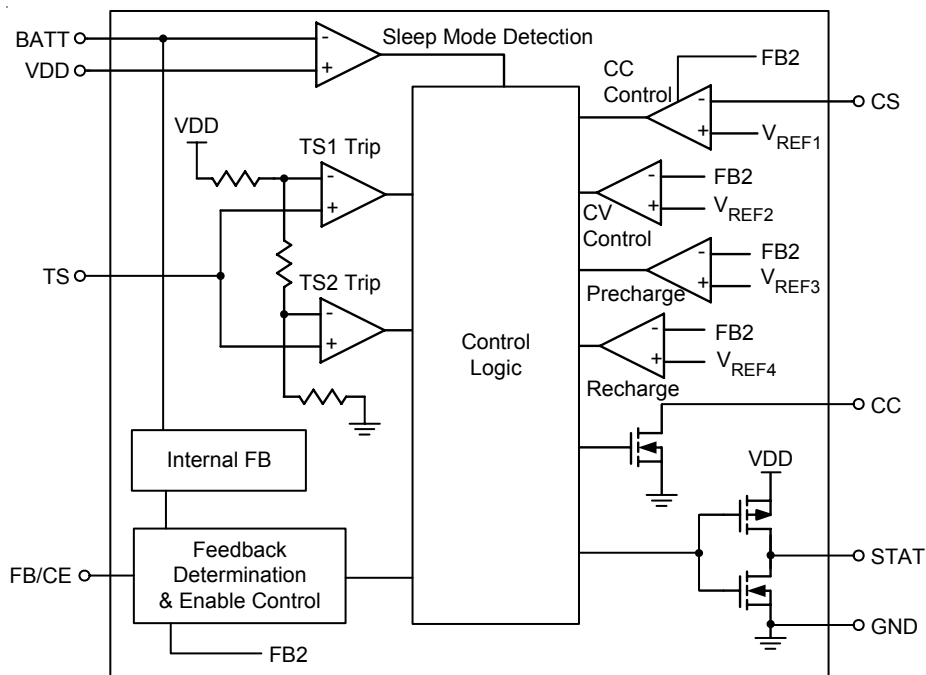 BATT
VDD
Sleep Mode Detection
-
+
CC
Control
FB2
-
CS
+
VREF1
VDD
TS1 Trip
-
+
-
FB2
+
VREF2
CV
Control
TS
TS2 Trip
-
+
-
FB2
+
VREF3
Precharge
Control
Logic
-
FB2
+
VREF4
Recharge
CC
Internal FB
VDD
Feedback
Determination
& Enable Control
FB/CE
STAT
GND
FB2